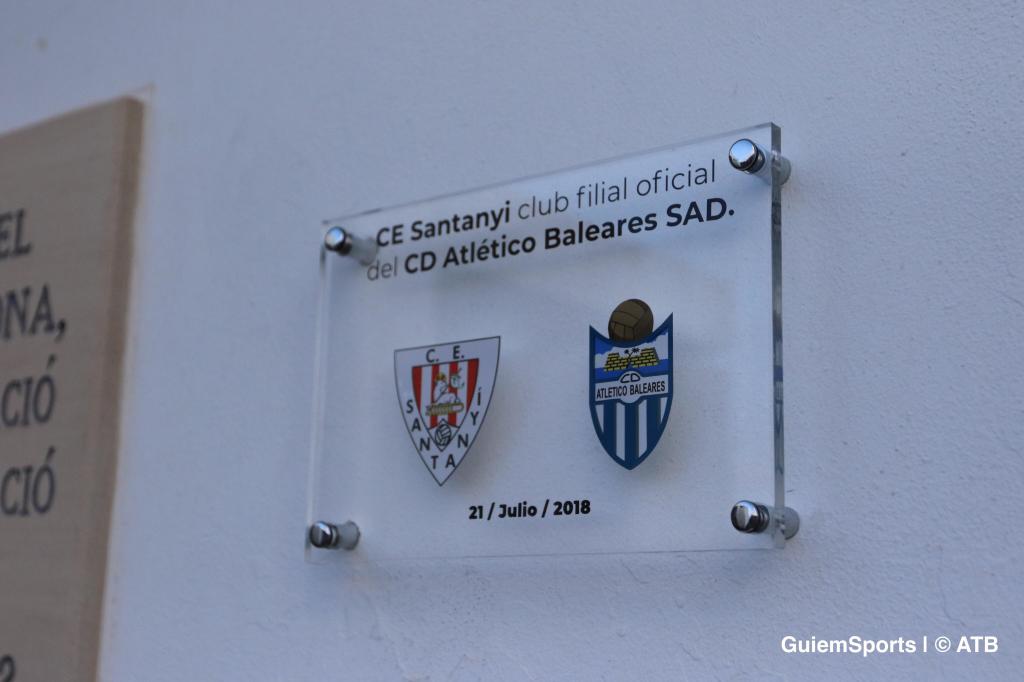 EL
ONA,
CIÓ
CIÓ
CE Santanyi club filial oficial
del CD Atlético Baleares SAD.
C. E.
SANTANYÍ
CD
ATLETICO BALEARES
21 / Julio / 2018
GuiemSports | © ATB